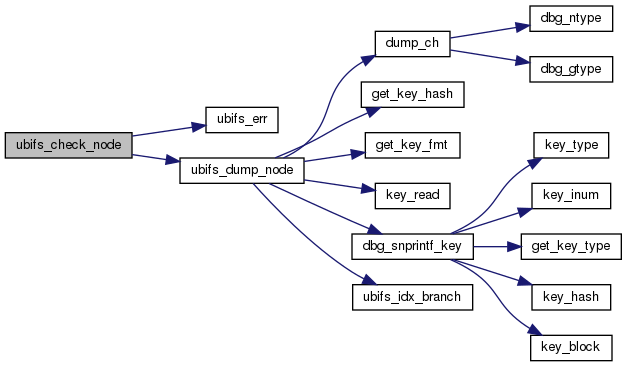 ubifs_check_node
ubifs_err
ubifs_dump_node
dump_ch
get_key_hash
get_key_fmt
key_read
dbg_snprintf_key
ubifs_idx_branch
dbg_ntype
dbg_gtype
key_type
key_inum
get_key_type
key_hash
key_block